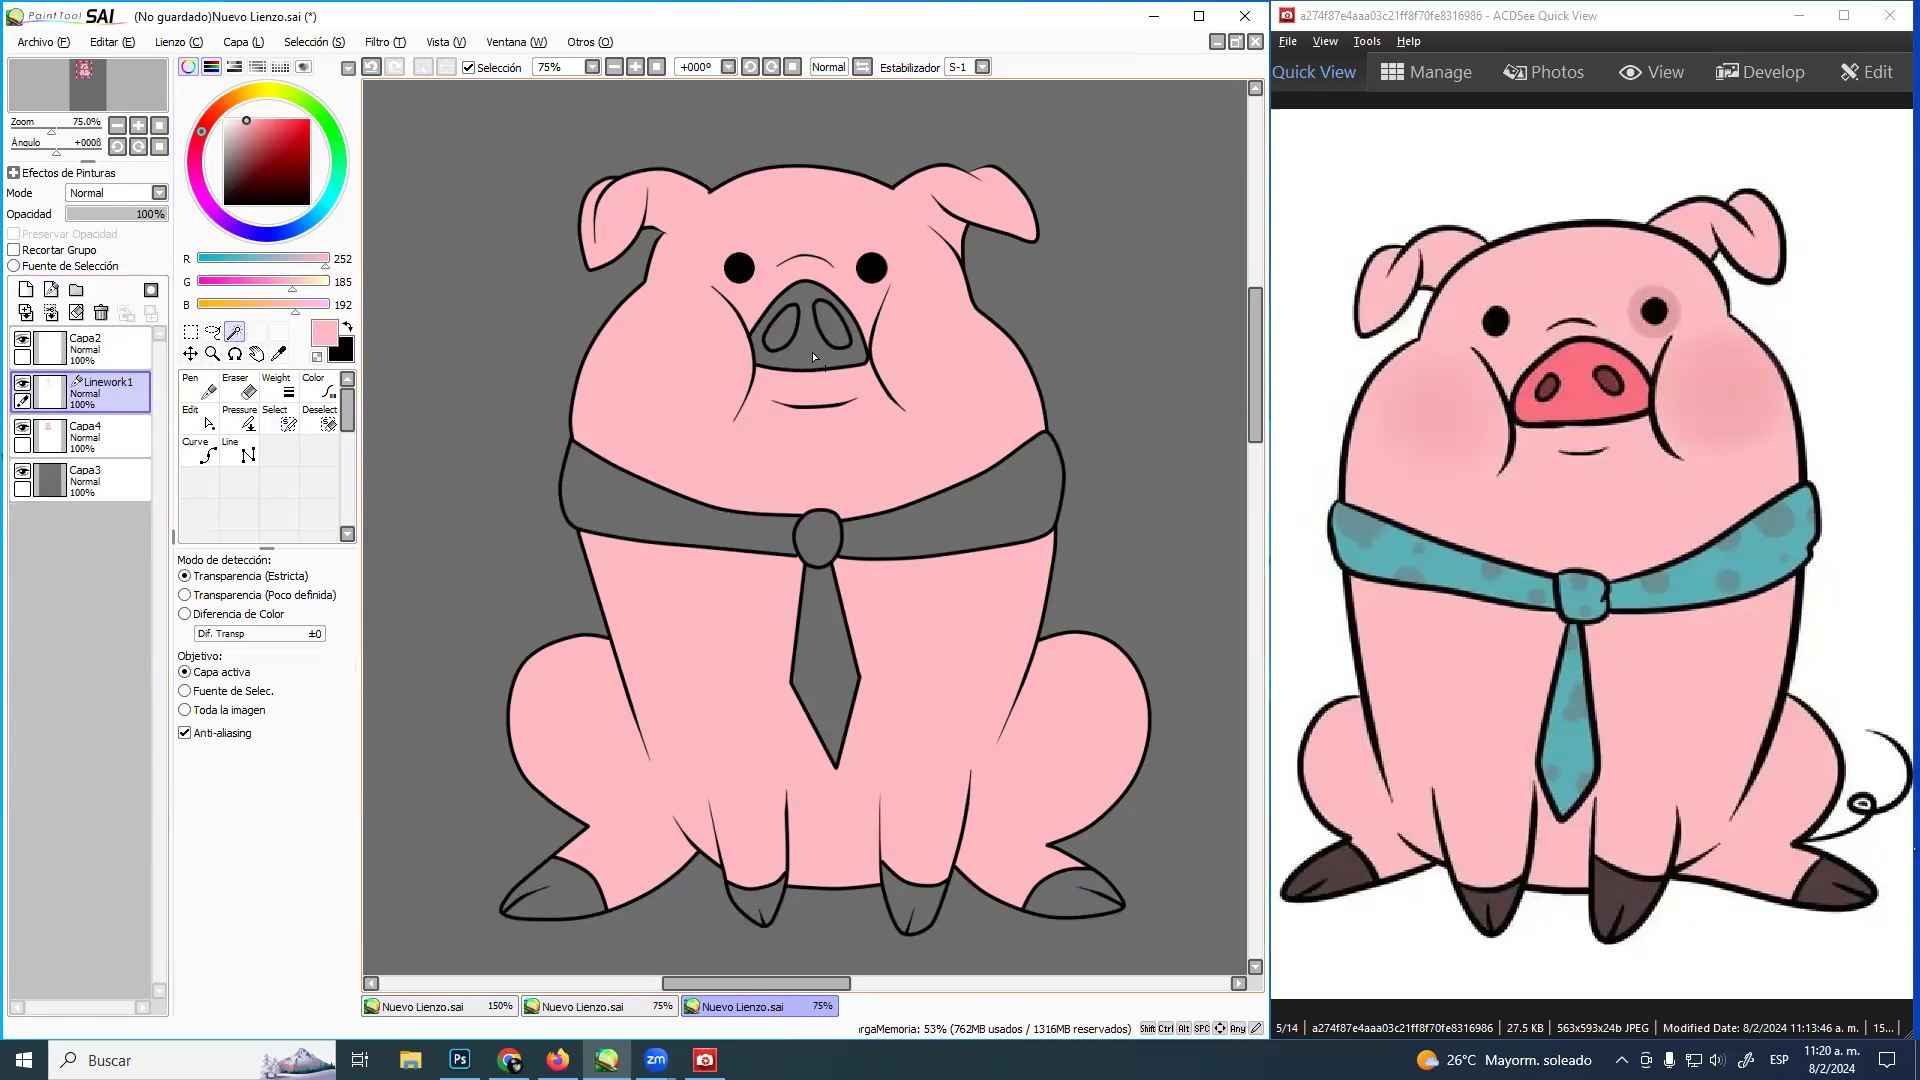 PaintTool SAI (No guardado)Nuevo Lienzo.sai (*)
Archivo (F) Editar (E) Lienzo (C) Capa (L) Selección (S) Filtro (T) Vista (V) Ventana (W) Otros (O)
Selección 75% +000º Normal Estabilizador S-1
Zoom 75.0%
Ángulo +000ß
Efectos de Pinturas
Mode Normal
Opacidad 100%
Preservar Opacidad
Recortar Grupo
Fuente de Selección
Capa2
Normal
100%
Linework1
Normal
100%
Capa4
Normal
100%
Capa3
Normal
100%
R 252
G 185
B 192
Pen Eraser Weight Color
Edit Pressure Select Deselect
Curve Line
Modo de detección:
Transparencia (Estricta)
Transparencia (Poco definida)
Diferencia de Color
Dif. Transp ±0
Objetivo:
Capa activa
Fuente de Selec.
Toda la imagen
Anti-aliasing
Nuevo Lienzo.sai 150% Nuevo Lienzo.sai 75% Nuevo Lienzo.sai 75%
ırgaMemoria: 53% (762MB usados / 1316MB reservados) Shift Ctrl Alt SPC Any
a274f87e4aaa03c21ff8f70fe8316986 - ACDSee Quick View
File View Tools Help
Quick View Manage Photos View Develop Edit
5/14 a274f87e4aaa03c21ff8f70fe8316986 27.5 KB 563x593x24b JPEG Modified Date: 8/2/2024 11:13:46 a. m. 15...
Buscar Ps zm 26°C Mayorm. soleado ESP 11:20 a. m.
8/2/2024